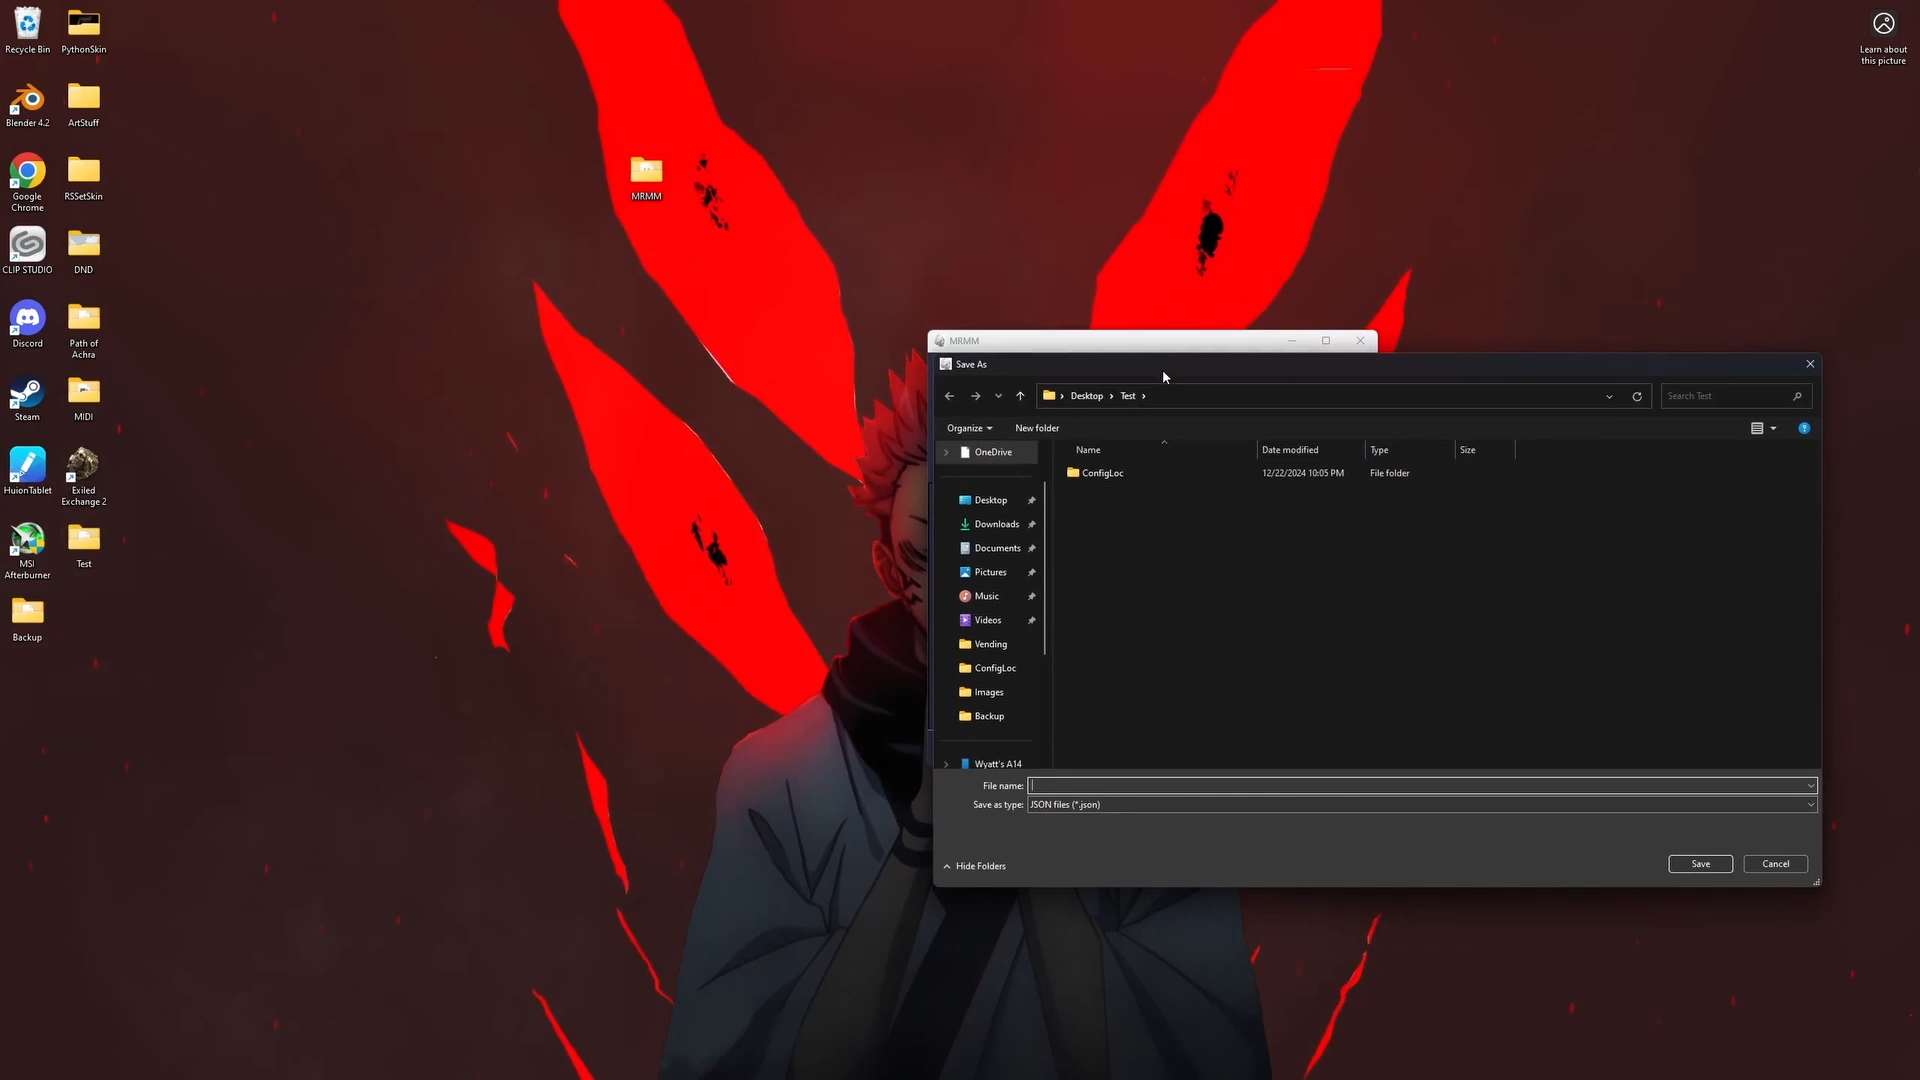 Recycle Bin
PythonSkin
Blender 4.2
ArtStuff
Google
Chrome
RSSetSkin
CLIP STUDIO
DND
Discord
Path of
Achra
Steam
MIDI
HuionTablet
Exiled
Exchange 2
MSI
Afterburner
Test
Backup
MRMM
Learn about
this picture
MRMM
Save As
Desktop
Test
Search Test
Organize
New folder
Name
Date modified
Type
Size
ConfigLoc
12/22/2024 10:05 PM
File folder
OneDrive
Desktop
Downloads
Documents
Pictures
Music
Videos
Vending
ConfigLoc
Images
Backup
Wyatt's A14
File name:
Save as type:
JSON files (*.json)
Hide Folders
Save
Cancel